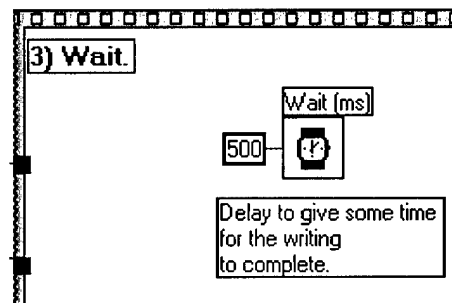 3) Wait.
Wait (ms)
500
Delay to give some time
for the writing
to complete.